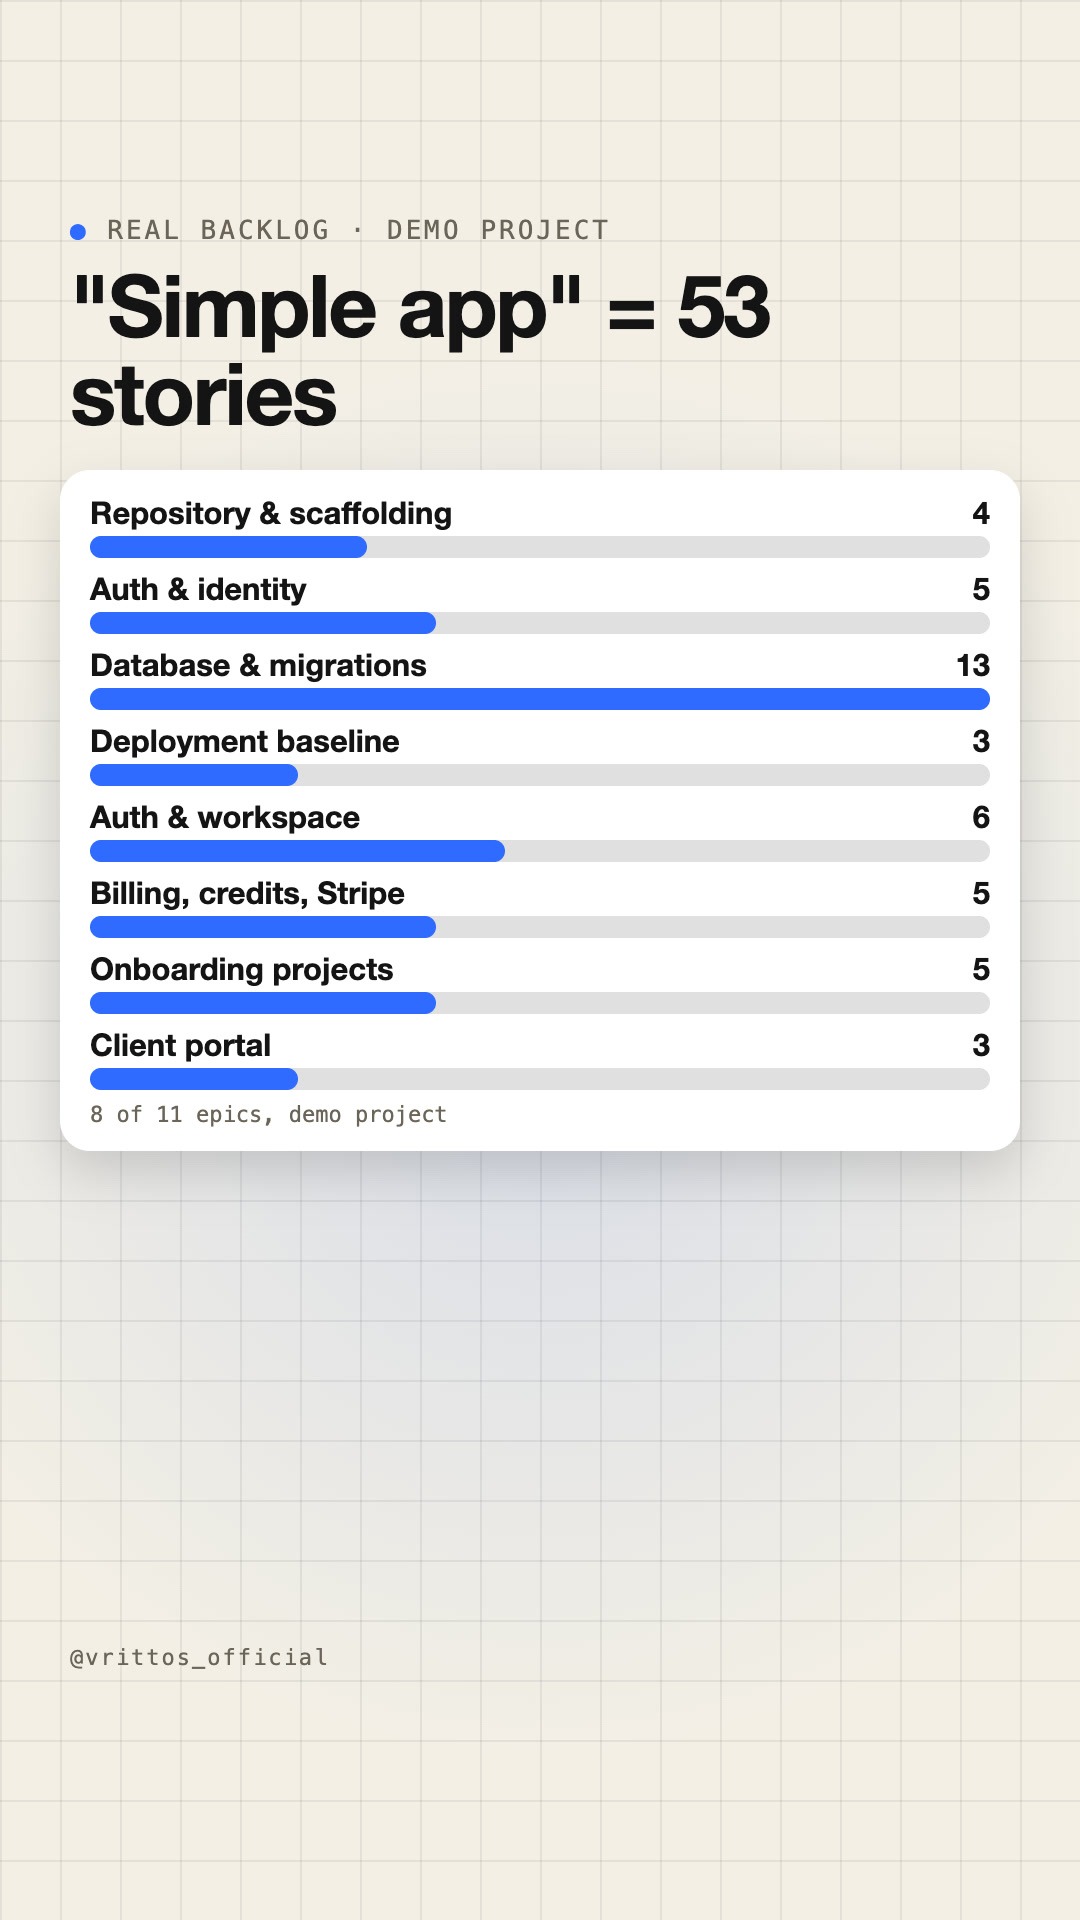 REAL BACKLOG · DEMO PROJECT
"Simple app" = 53
stories
Repository & scaffolding 4
Auth & identity 5
Database & migrations 13
Deployment baseline 3
Auth & workspace 6
Billing, credits, Stripe 5
Onboarding projects 5
Client portal 3
8 of 11 epics, demo project
@vrittos_official